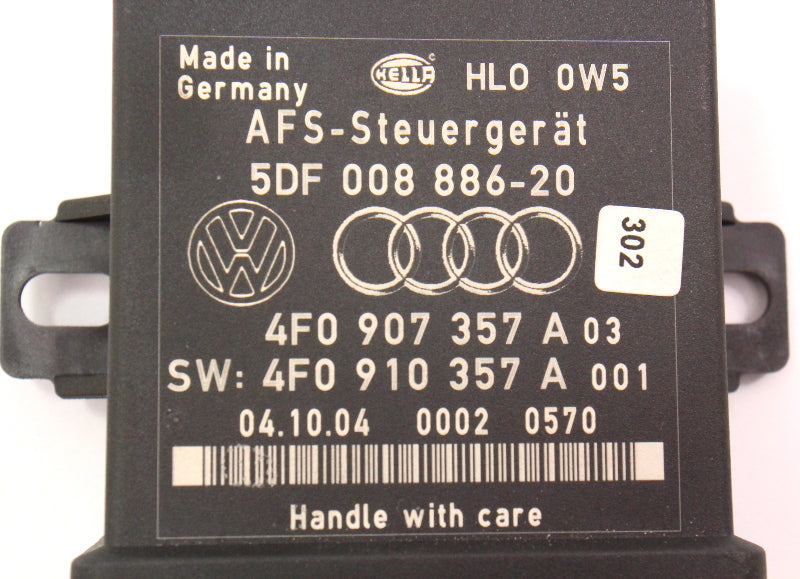 Made in
Germany
HELLA
HLO 0W5
AFS-Steuergerät
5DF 008 886-20
302
4F0 907 357 A 03
SW: 4F0 910 357 A 001
04.10.04 0002 0570
Handle with care